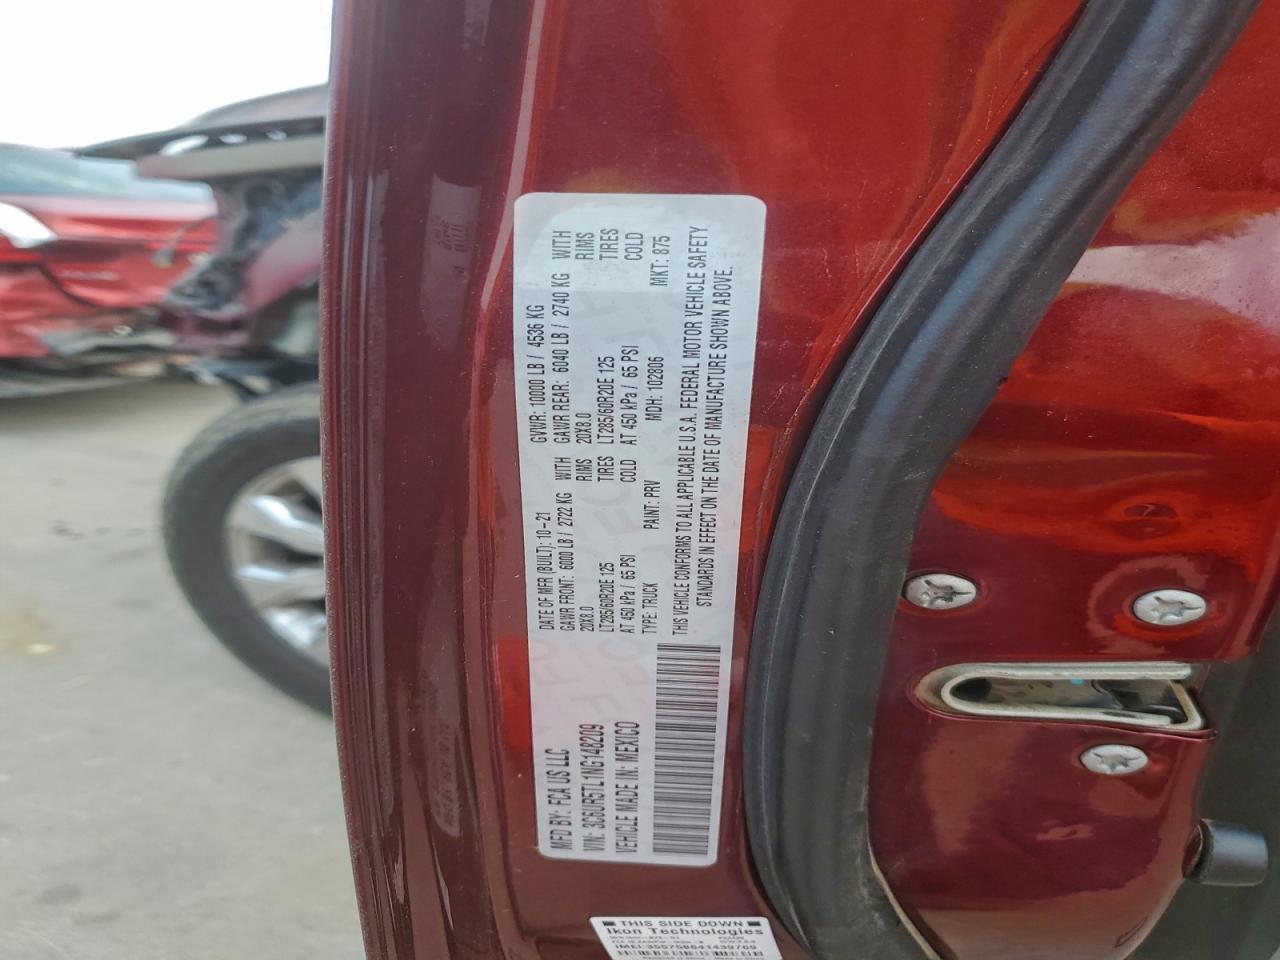 MFD BY: FCA US LLC
VIN: 3C6UR5TL1NG148209
VEHICLE MADE IN: MEXICO
DATE OF MFR (BUILT): 10-21 GVWR: 10000 LB / 4536 KG
GAWR FRONT: 6000 LB / 2722 KG WITH GAWR REAR: 6040 LB / 2740 KG WITH
20X8.0 RIMS 20X8.0 RIMS
LT285/60R20E 125 TIRES LT285/60R20E 125 TIRES
AT 450 kPa / 65 PSI COLD AT 450 kPa / 65 PSI COLD
TYPE: TRUCK PAINT: PRV MDH: 102806 MKT: 875
THIS VEHICLE CONFORMS TO ALL APPLICABLE U.S.A. FEDERAL MOTOR VEHICLE SAFETY
STANDARDS IN EFFECT ON THE DATE OF MANUFACTURE SHOWN ABOVE.
THIS SIDE DOWN
Ikon Technologies
IMEI: 355758641439769